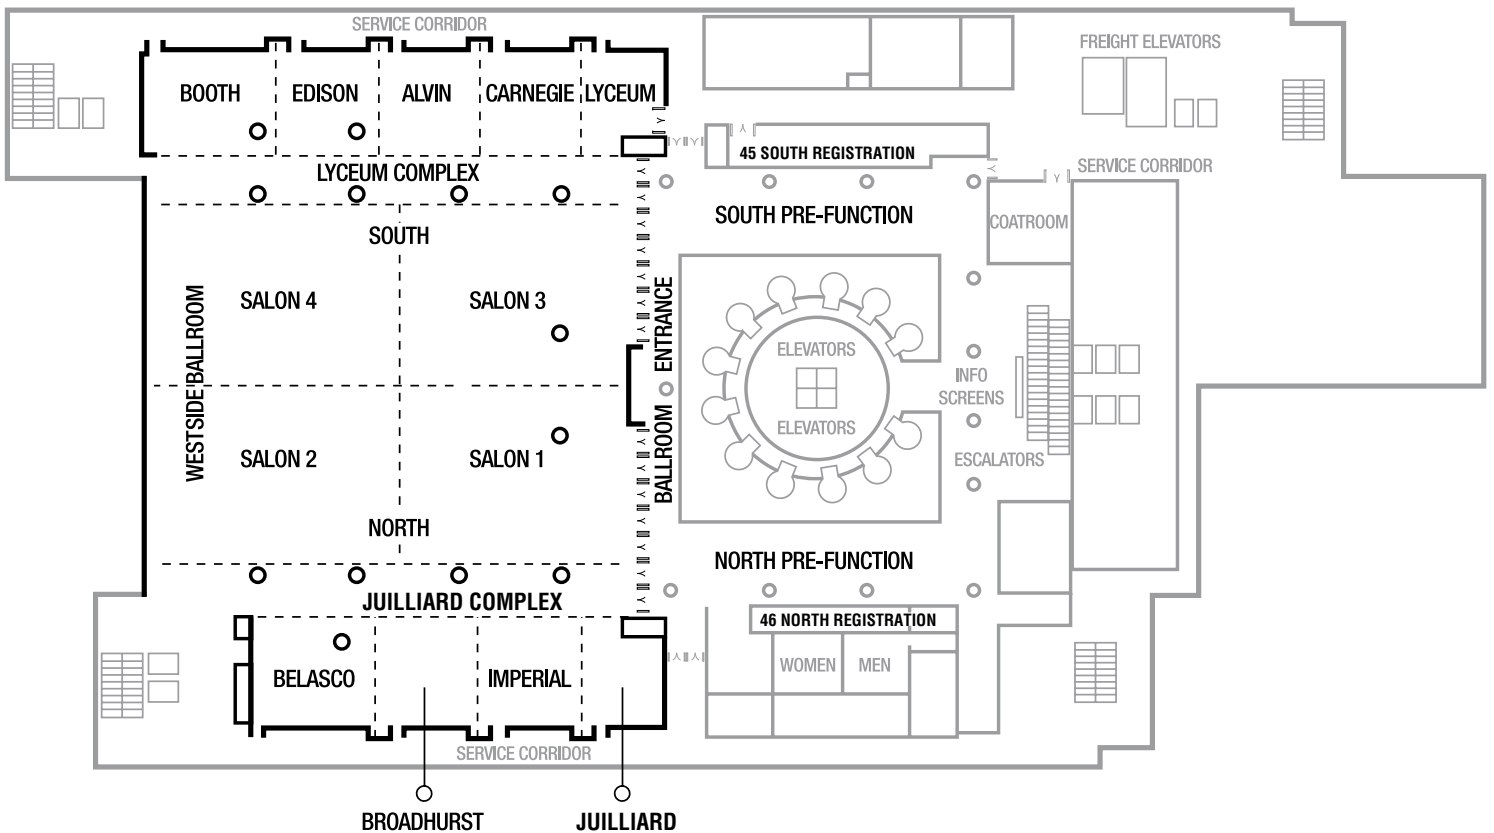 SERVICE CORRIDOR
FREIGHT ELEVATORS
BOOTH
EDISON
ALVIN
CARNEGIE
LYCEUM
45 SOUTH REGISTRATION
LYCEUM COMPLEX
SERVICE CORRIDOR
SOUTH PRE-FUNCTION
COATROOM
SOUTH
SALON 4
SALON 3
WESTSIDE BALLROOM
BALLROOM ENTRANCE
ELEVATORS
INFO
SCREENS
ELEVATORS
SALON 2
SALON 1
ESCALATORS
NORTH
NORTH PRE-FUNCTION
JUILLIARD COMPLEX
46 NORTH REGISTRATION
BELASCO
IMPERIAL
WOMEN
MEN
SERVICE CORRIDOR
BROADHURST
JUILLIARD